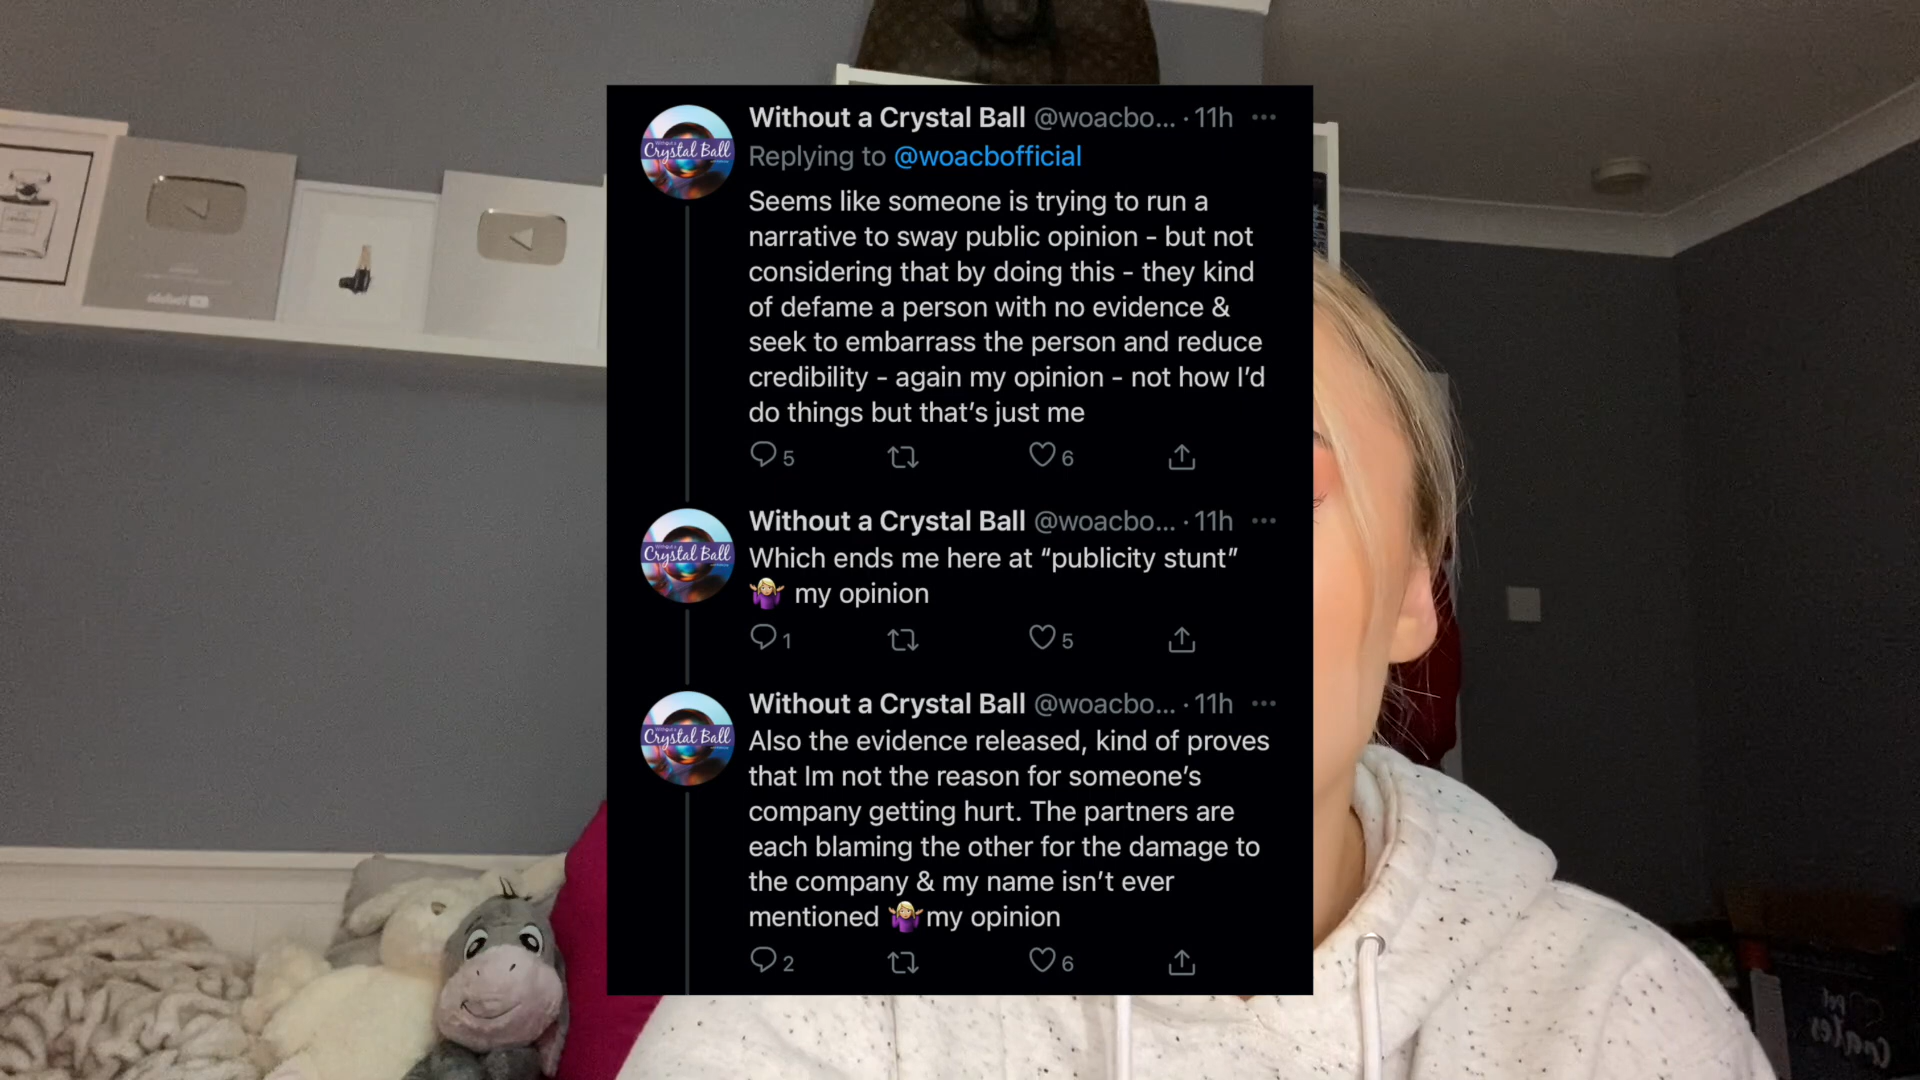 Without a Crystal Ball @woacbo... · 11h ...
Replying to @woacbofficial
Seems like someone is trying to run a
narrative to sway public opinion - but not
considering that by doing this - they kind
of defame a person with no evidence &
seek to embarrass the person and reduce
credibility - again my opinion - not how I’d
do things but that’s just me
5 6
Without a Crystal Ball @woacbo... · 11h ...
Which ends me here at “publicity stunt”
🤷🏼‍♀️ my opinion
1 5
Without a Crystal Ball @woacbo... · 11h ...
Also the evidence released, kind of proves
that Im not the reason for someone’s
company getting hurt. The partners are
each blaming the other for the damage to
the company & my name isn’t ever
mentioned 🤷🏼‍♀️my opinion
2 6
Crystal Ball
Crystal Ball
Crystal Ball